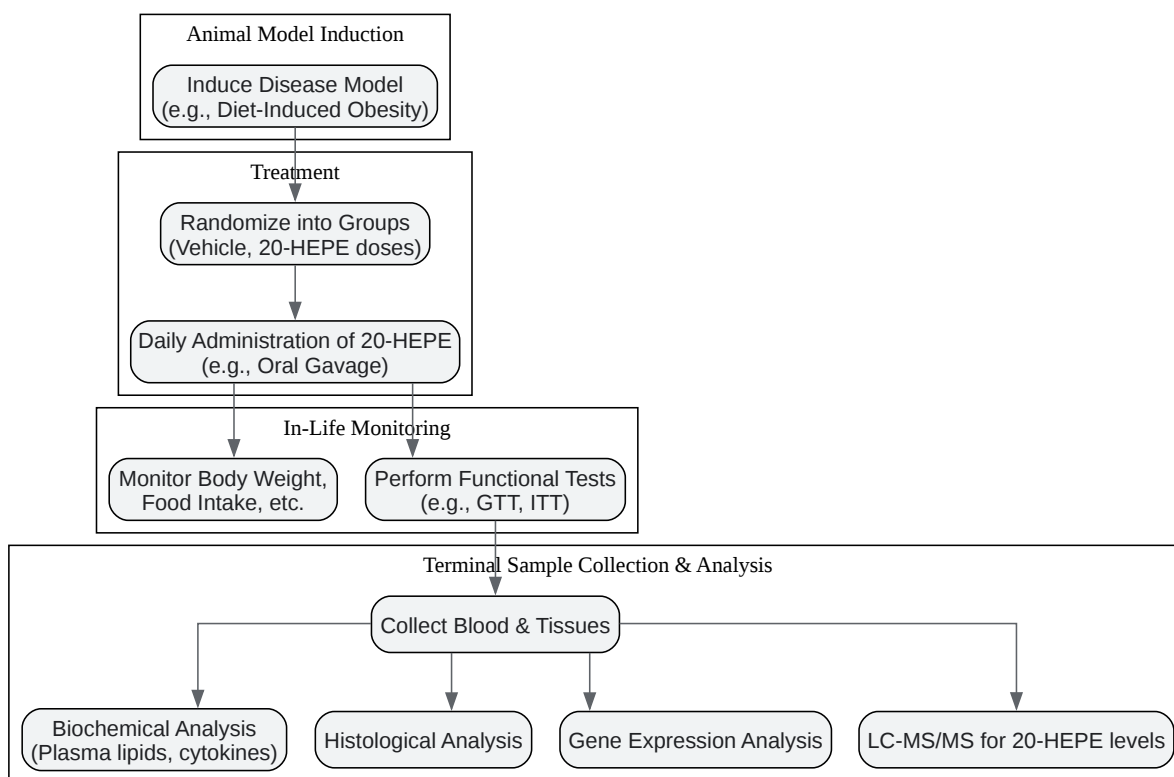 Animal Model Induction
Induce Disease Model
(e.g., Diet-Induced Obesity)
Treatment
Randomize into Groups
(Vehicle, 20-HEPE doses)
Daily Administration of 20-HEPE
(e.g., Oral Gavage)
In-Life Monitoring
Monitor Body Weight,
Food Intake, etc.
Perform Functional Tests
(e.g., GTT, ITT)
Terminal Sample Collection & Analysis
Collect Blood & Tissues
Biochemical Analysis
(Plasma lipids, cytokines)
Histological Analysis
Gene Expression Analysis
LC-MS/MS for 20-HEPE levels